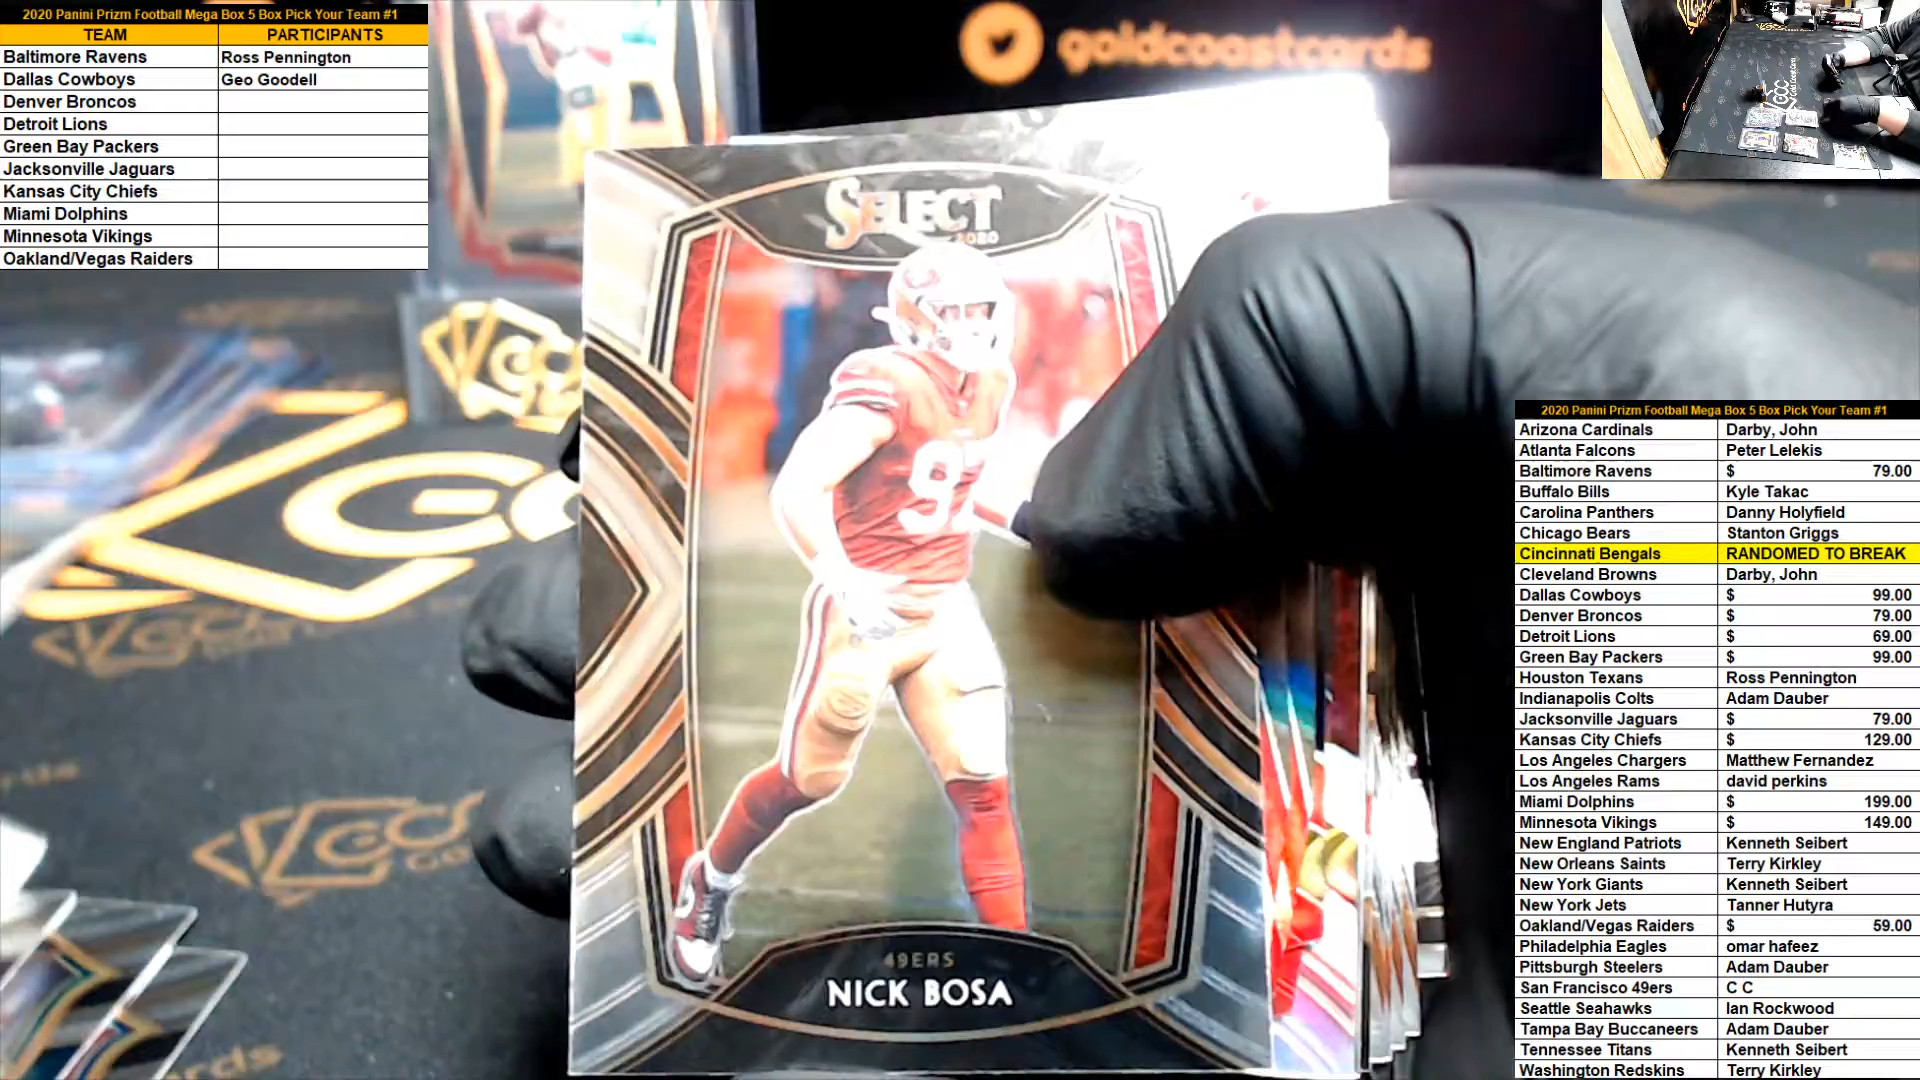 2020 Panini Prizm Football Mega Box 5 Box Pick Your Team #1
TEAM PARTICIPANTS
Baltimore Ravens Ross Pennington
Dallas Cowboys Geo Goodell
Denver Broncos
Detroit Lions
Green Bay Packers
Jacksonville Jaguars
Kansas City Chiefs
Miami Dolphins
Minnesota Vikings
Oakland/Vegas Raiders
goldcoastcards
SELECT
2020
49ERS
NICK BOSA
2020 Panini Prizm Football Mega Box 5 Box Pick Your Team #1
Arizona Cardinals Darby, John
Atlanta Falcons Peter Lelekis
Baltimore Ravens $ 79.00
Buffalo Bills Kyle Takac
Carolina Panthers Danny Holyfield
Chicago Bears Stanton Griggs
Cincinnati Bengals RANDOMED TO BREAK
Cleveland Browns Darby, John
Dallas Cowboys $ 99.00
Denver Broncos $ 79.00
Detroit Lions $ 69.00
Green Bay Packers $ 99.00
Houston Texans Ross Pennington
Indianapolis Colts Adam Dauber
Jacksonville Jaguars $ 79.00
Kansas City Chiefs $ 129.00
Los Angeles Chargers Matthew Fernandez
Los Angeles Rams david perkins
Miami Dolphins $ 199.00
Minnesota Vikings $ 149.00
New England Patriots Kenneth Seibert
New Orleans Saints Terry Kirkley
New York Giants Kenneth Seibert
New York Jets Tanner Hutyra
Oakland/Vegas Raiders $ 59.00
Philadelphia Eagles omar hafeez
Pittsburgh Steelers Adam Dauber
San Francisco 49ers C C
Seattle Seahawks Ian Rockwood
Tampa Bay Buccaneers Adam Dauber
Tennessee Titans Kenneth Seibert
Washington Redskins Terry Kirkley